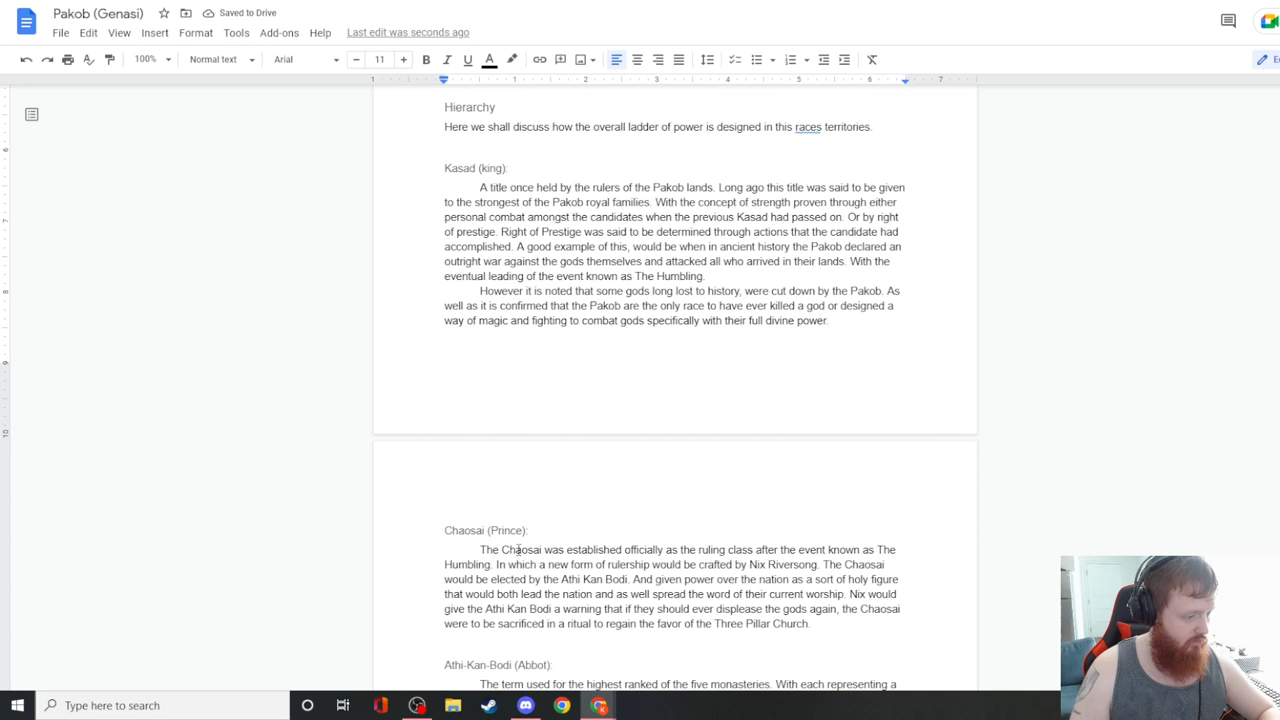 Pakob (Genasi)
Saved to Drive
File Edit View Insert Format Tools Add-ons Help Last edit was seconds ago
100% Normal text Arial 11
1 1 2 3 4 5 6 7
Hierarchy
Here we shall discuss how the overall ladder of power is designed in this races territories.
Kasad (king):
A title once held by the rulers of the Pakob lands. Long ago this title was said to be given
to the strongest of the Pakob royal families. With the concept of strength proven through either
personal combat amongst the candidates when the previous Kasad had passed on. Or by right
of prestige. Right of Prestige was said to be determined through actions that the candidate had
accomplished. A good example of this, would be when in ancient history the Pakob declared an
outright war against the gods themselves and attacked all who arrived in their lands. With the
eventual leading of the event known as The Humbling.
However it is noted that some gods long lost to history, were cut down by the Pakob. As
well as it is confirmed that the Pakob are the only race to have ever killed a god or designed a
way of magic and fighting to combat gods specifically with their full divine power.
Chaosai (Prince):
The Chaosai was established officially as the ruling class after the event known as The
Humbling. In which a new form of rulership would be crafted by Nix Riversong. The Chaosai
would be elected by the Athi Kan Bodi. And given power over the nation as a sort of holy figure
that would both lead the nation and as well spread the word of their current worship. Nix would
give the Athi Kan Bodi a warning that if they should ever displease the gods again, the Chaosai
were to be sacrificed in a ritual to regain the favor of the Three Pillar Church.
Athi-Kan-Bodi (Abbot):
The term used for the highest ranked of the five monasteries. With each representing a
Type here to search